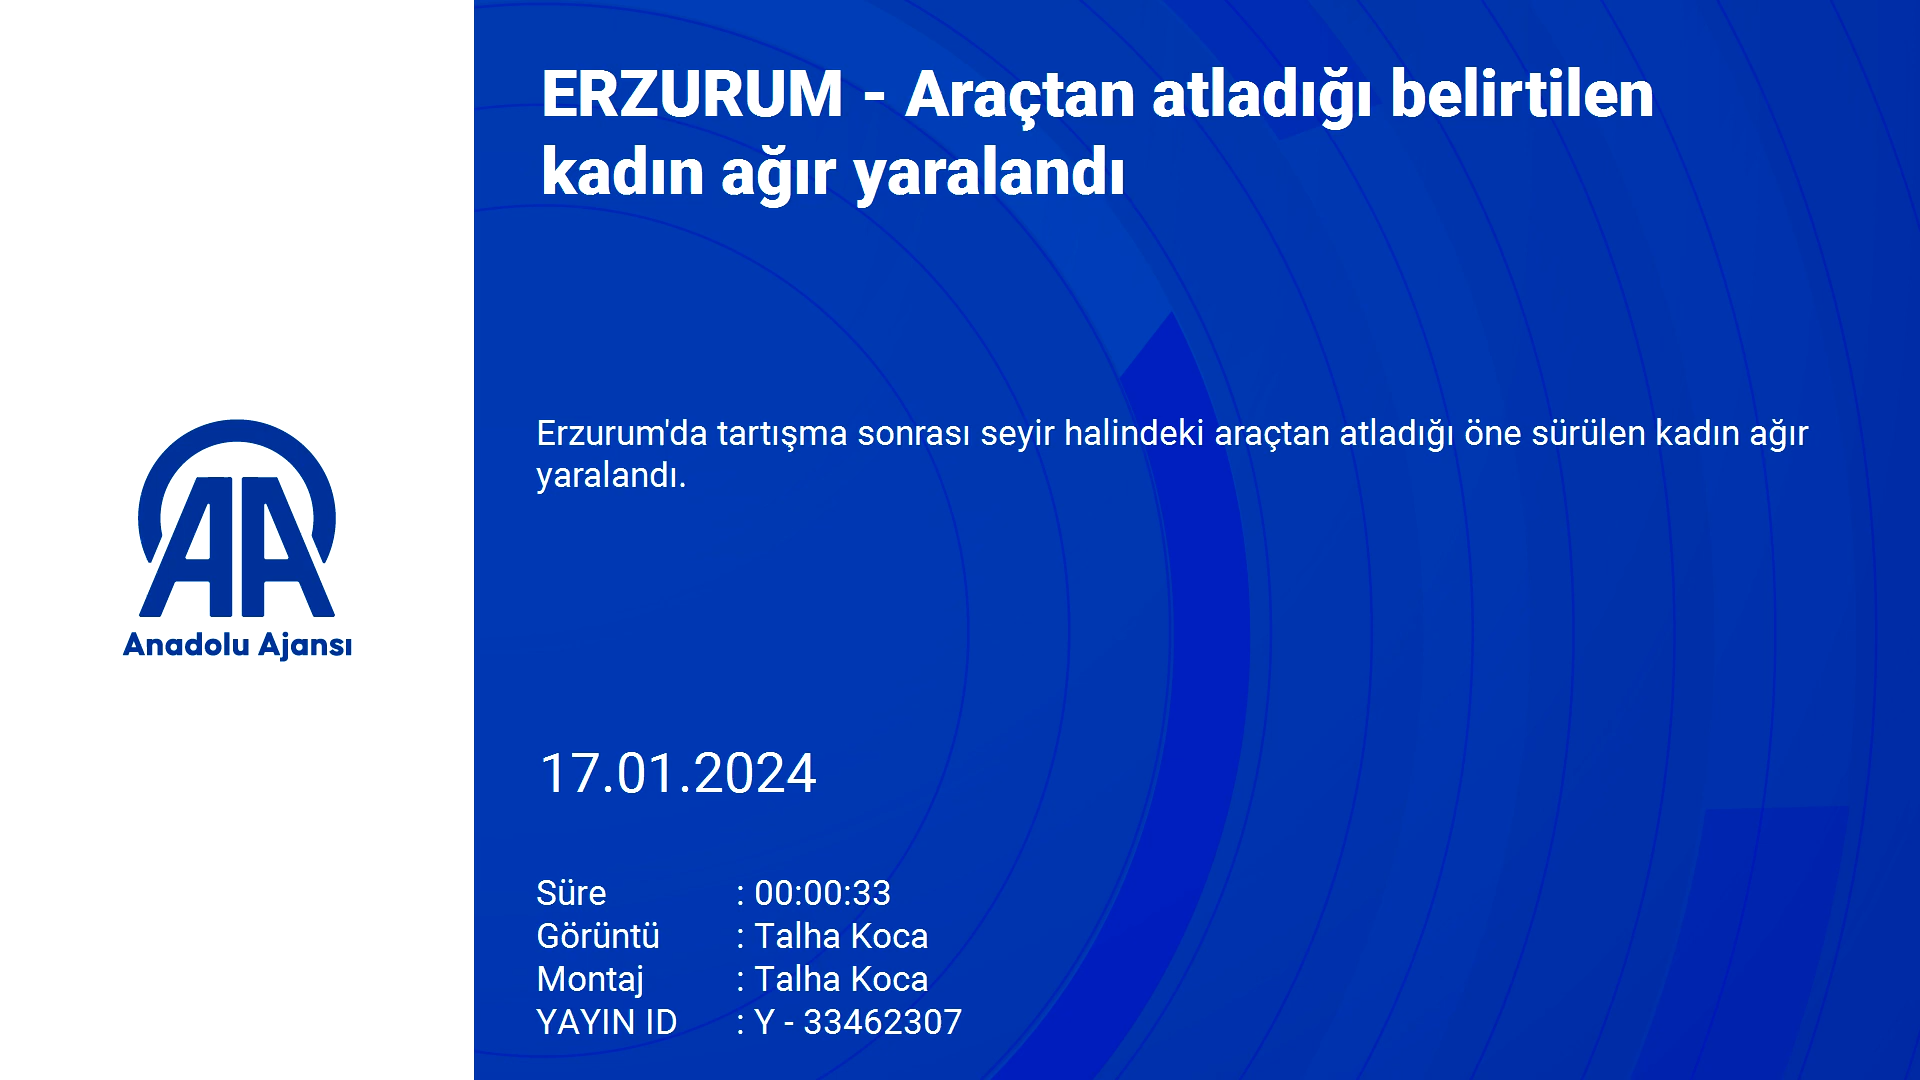 ERZURUM - Araçtan atladığı belirtilen
kadın ağır yaralandı
Erzurum'da tartışma sonrası seyir halindeki araçtan atladığı öne sürülen kadın ağır
yaralandı.
AA
Anadolu Ajansı
17.01.2024
Süre : 00:00:33
Görüntü : Talha Koca
Montaj : Talha Koca
YAYIN ID : Y - 33462307